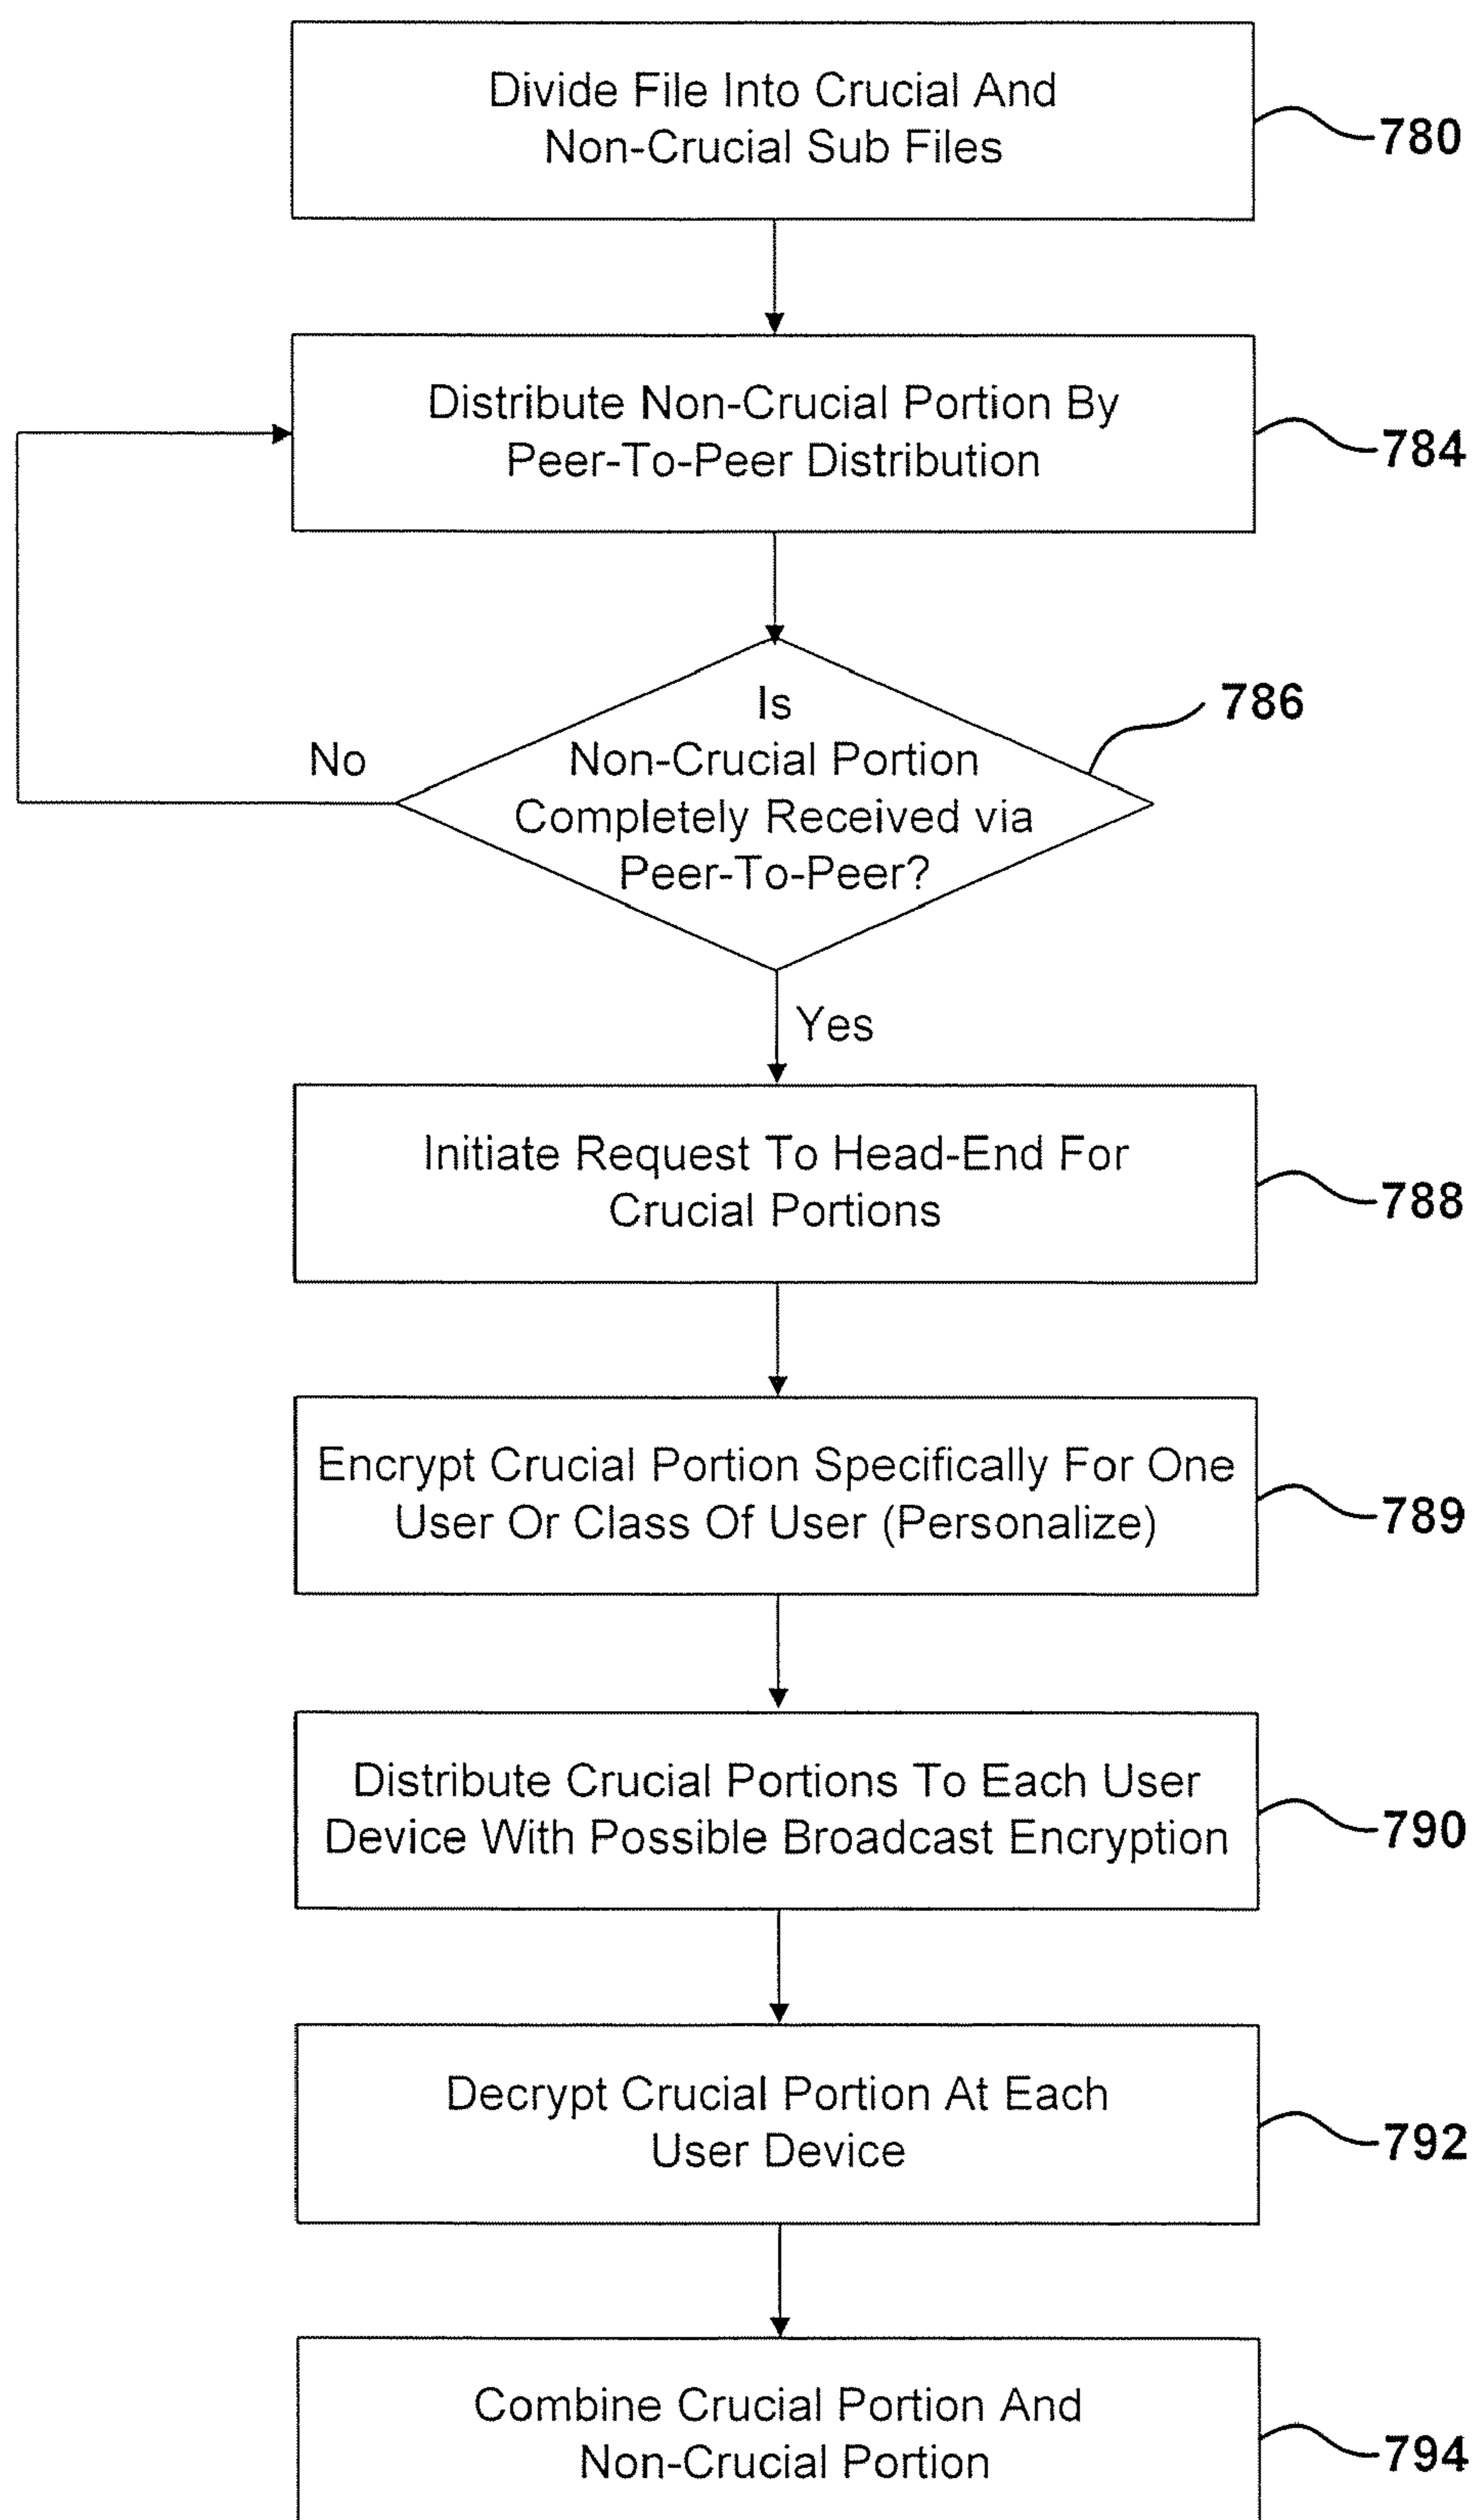 Divide File Into Crucial And
Non-Crucial Sub Files
780
Distribute Non-Crucial Portion By
Peer-To-Peer Distribution
784
Is
Non-Crucial Portion
Completely Received via
Peer-To-Peer?
786
No
Yes
Initiate Request To Head-End For
Crucial Portions
788
Encrypt Crucial Portion Specifically For One
User Or Class Of User (Personalize)
789
Distribute Crucial Portions To Each User
Device With Possible Broadcast Encryption
790
Decrypt Crucial Portion At Each
User Device
792
Combine Crucial Portion And
Non-Crucial Portion
794